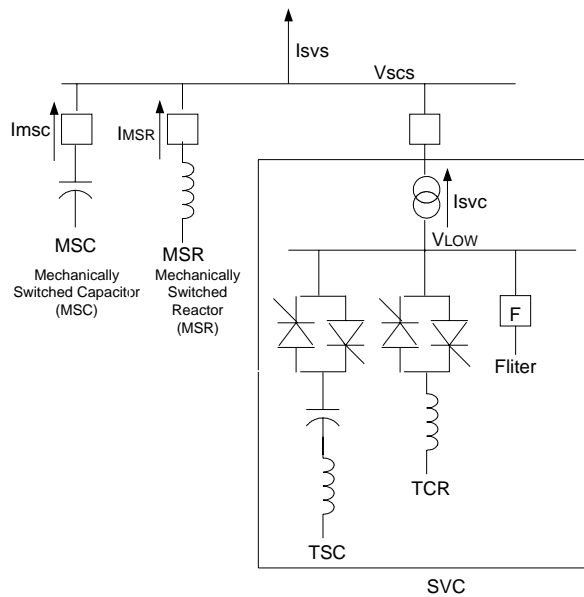 Isvs
Vscs
Imsc
IMSR
Isvc
MSC
Mechanically
Switched Capacitor
(MSC)
MSR
Mechanically
Switched
Reactor
(MSR)
VLOW
F
Fliter
TCR
TSC
SVC